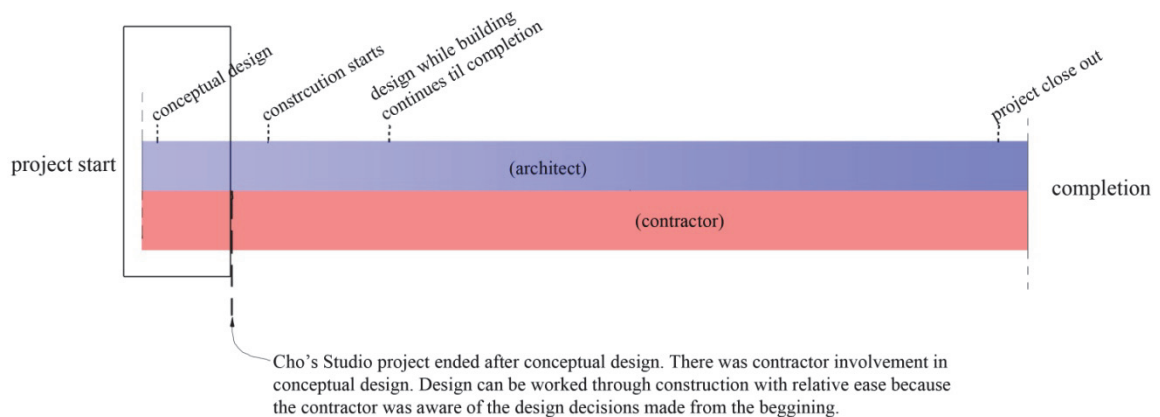 conceptual design
constrcution starts
design while building
continues til completion
project close out
project start
(architect)
completion
(contractor)
Cho's Studio project ended after conceptual design. There was contractor involvement in
conceptual design. Design can be worked through construction with relative ease because
the contractor was aware of the design decisions made from the beggining.